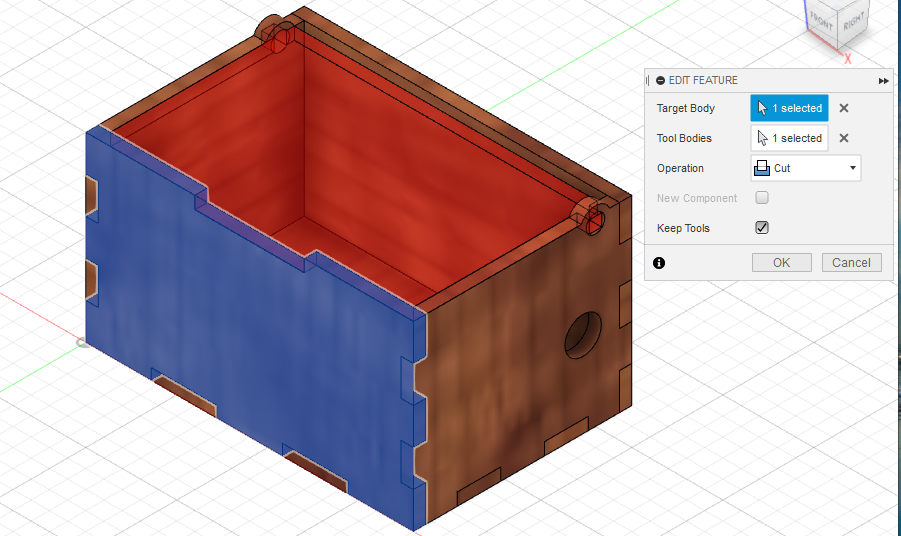 FRONT
RIGHT
X
EDIT FEATURE
Target Body 1 selected
Tool Bodies 1 selected
Operation Cut
New Component
Keep Tools
OK Cancel